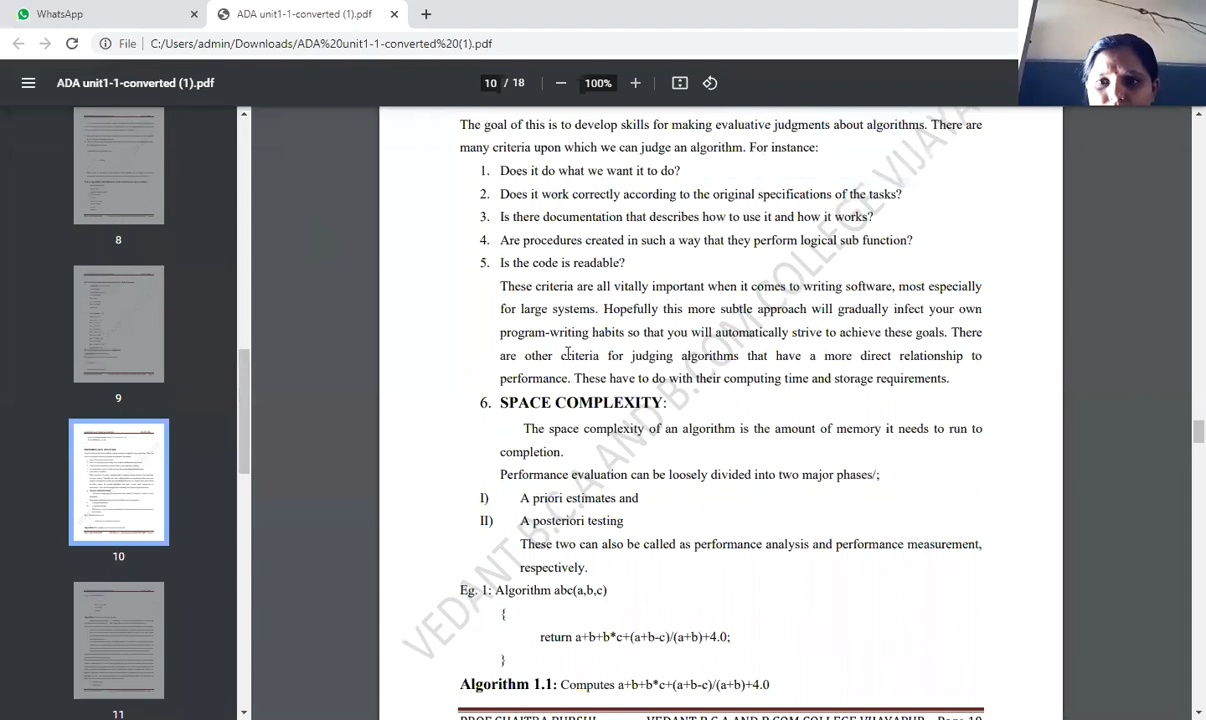 WhatsApp
ADA unit1-1-converted (1).pdf
File C:/Users/admin/Downloads/ADA%20unit1-1-converted%20(1).pdf
ADA unit1-1-converted (1).pdf
10 / 18
100%
8
9
10
11
The goal of this is to develop skills for making evaluative judgments about algorithms. There are
many criteria upon which we can judge an algorithm. For instance:
1. Does it do what we want it to do?
2. Does it work correctly according to the original specifications of the tasks?
3. Is there documentation that describes how to use it and how it works?
4. Are procedures created in such a way that they perform logical sub function?
5. Is the code is readable?
These criteria are all vitally important when it comes to writing software, most especially
for large systems. Hopefully this more subtle approach will gradually infect your own
program-writing habits so that you will automatically strive to achieve these goals. There
are other criteria for judging algorithms that have a more direct relationship to
performance. These have to do with their computing time and storage requirements.
6. SPACE COMPLEXITY:
The space complexity of an algorithm is the amount of memory it needs to run to
completion.
Performance evaluation can be loosely divided into two major phases/;
I) A priori estimates and
II) A posteriori testing
These two can also be called as performance analysis and performance measurement,
respectively.
Eg. 1: Algorithm abc(a,b,c)
{
return a+b+b*c+(a+b-c)/(a+b)+4.0;
}
Algorithm 1.1: Computes a+b+b*c+(a+b-c)/(a+b)+4.0
VEDANT B.C.A AND B.COM COLLEGE VIJAYA